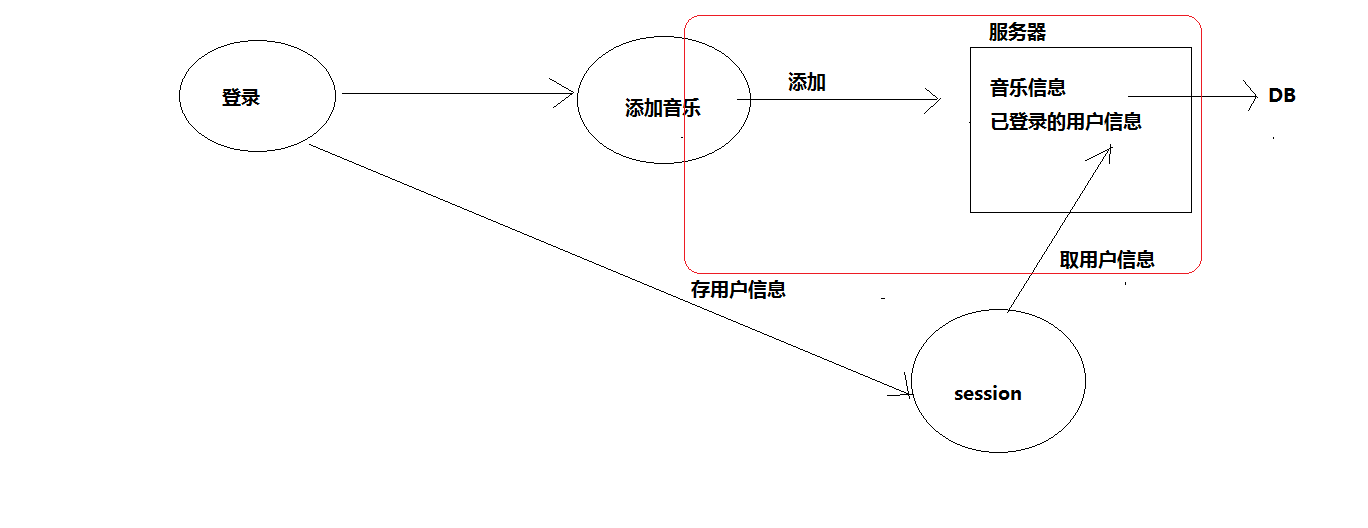 服务器
登录
添加音乐
添加
音乐信息
已登录的用户信息
DB
取用户信息
存用户信息
session